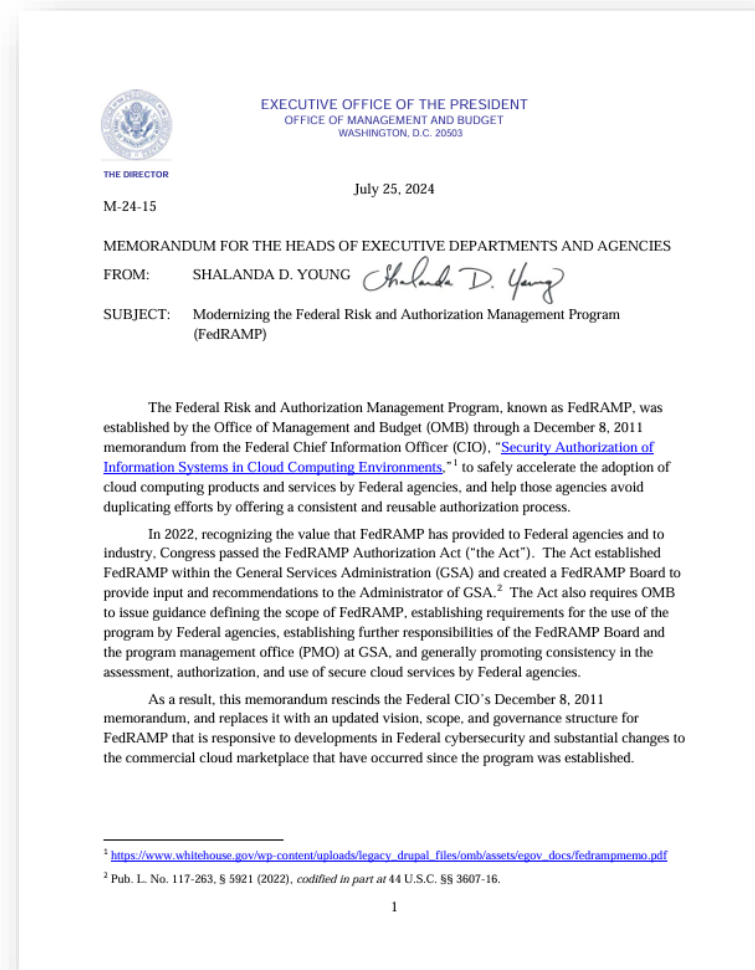 EXECUTIVE OFFICE OF THE PRESIDENT
OFFICE OF MANAGEMENT AND BUDGET
WASHINGTON, D.C. 20503
THE DIRECTOR
July 25, 2024
M-24-15
MEMORANDUM FOR THE HEADS OF EXECUTIVE DEPARTMENTS AND AGENCIES
FROM: SHALANDA D. YOUNG Shalanda D. Young
SUBJECT: Modernizing the Federal Risk and Authorization Management Program
(FedRAMP)
The Federal Risk and Authorization Management Program, known as FedRAMP, was
established by the Office of Management and Budget (OMB) through a December 8, 2011
memorandum from the Federal Chief Information Officer (CIO), “Security Authorization of
Information Systems in Cloud Computing Environments,”1 to safely accelerate the adoption of
cloud computing products and services by Federal agencies, and help those agencies avoid
duplicating efforts by offering a consistent and reusable authorization process.
In 2022, recognizing the value that FedRAMP has provided to Federal agencies and to
industry, Congress passed the FedRAMP Authorization Act (“the Act”).  The Act established
FedRAMP within the General Services Administration (GSA) and created a FedRAMP Board to
provide input and recommendations to the Administrator of GSA.2  The Act also requires OMB
to issue guidance defining the scope of FedRAMP, establishing requirements for the use of the
program by Federal agencies, establishing further responsibilities of the FedRAMP Board and
the program management office (PMO) at GSA, and generally promoting consistency in the
assessment, authorization, and use of secure cloud services by Federal agencies.
As a result, this memorandum rescinds the Federal CIO’s December 8, 2011
memorandum, and replaces it with an updated vision, scope, and governance structure for
FedRAMP that is responsive to developments in Federal cybersecurity and substantial changes to
the commercial cloud marketplace that have occurred since the program was established.
1 https://www.whitehouse.gov/wp-content/uploads/legacy_drupal_files/omb/assets/egov_docs/fedrampmemo.pdf
2 Pub. L. No. 117-263, § 5921 (2022), codified in part at 44 U.S.C. §§ 3607-16.
1